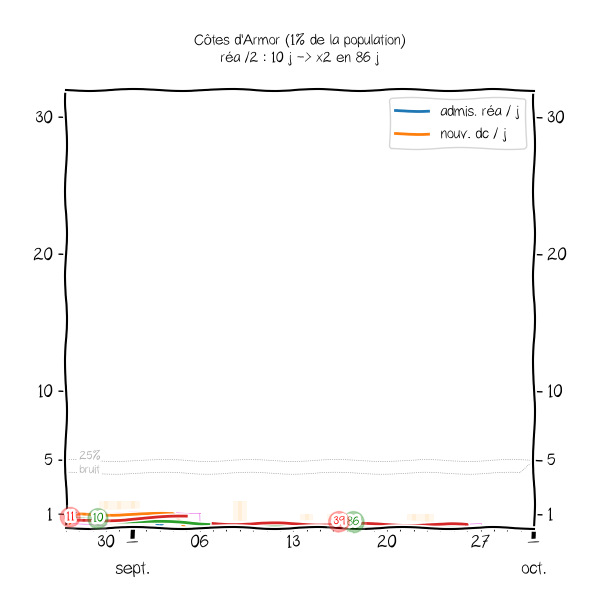 Côtes d'Armor (1% de la population)
réa /2 : 10 j -> x2 en 86 j
admis. réa / j
nouv. dc / j
30 30
20 20
10 10
5 5
25%
bruit
1 1
11 10 39 86
30 06 13 20 27
sept. oct.